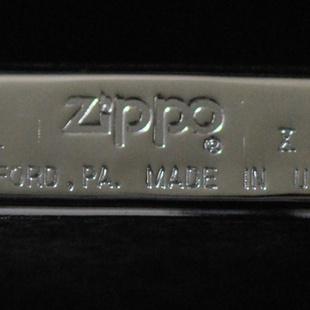 zippo® X
FORD, PA. MADE IN U